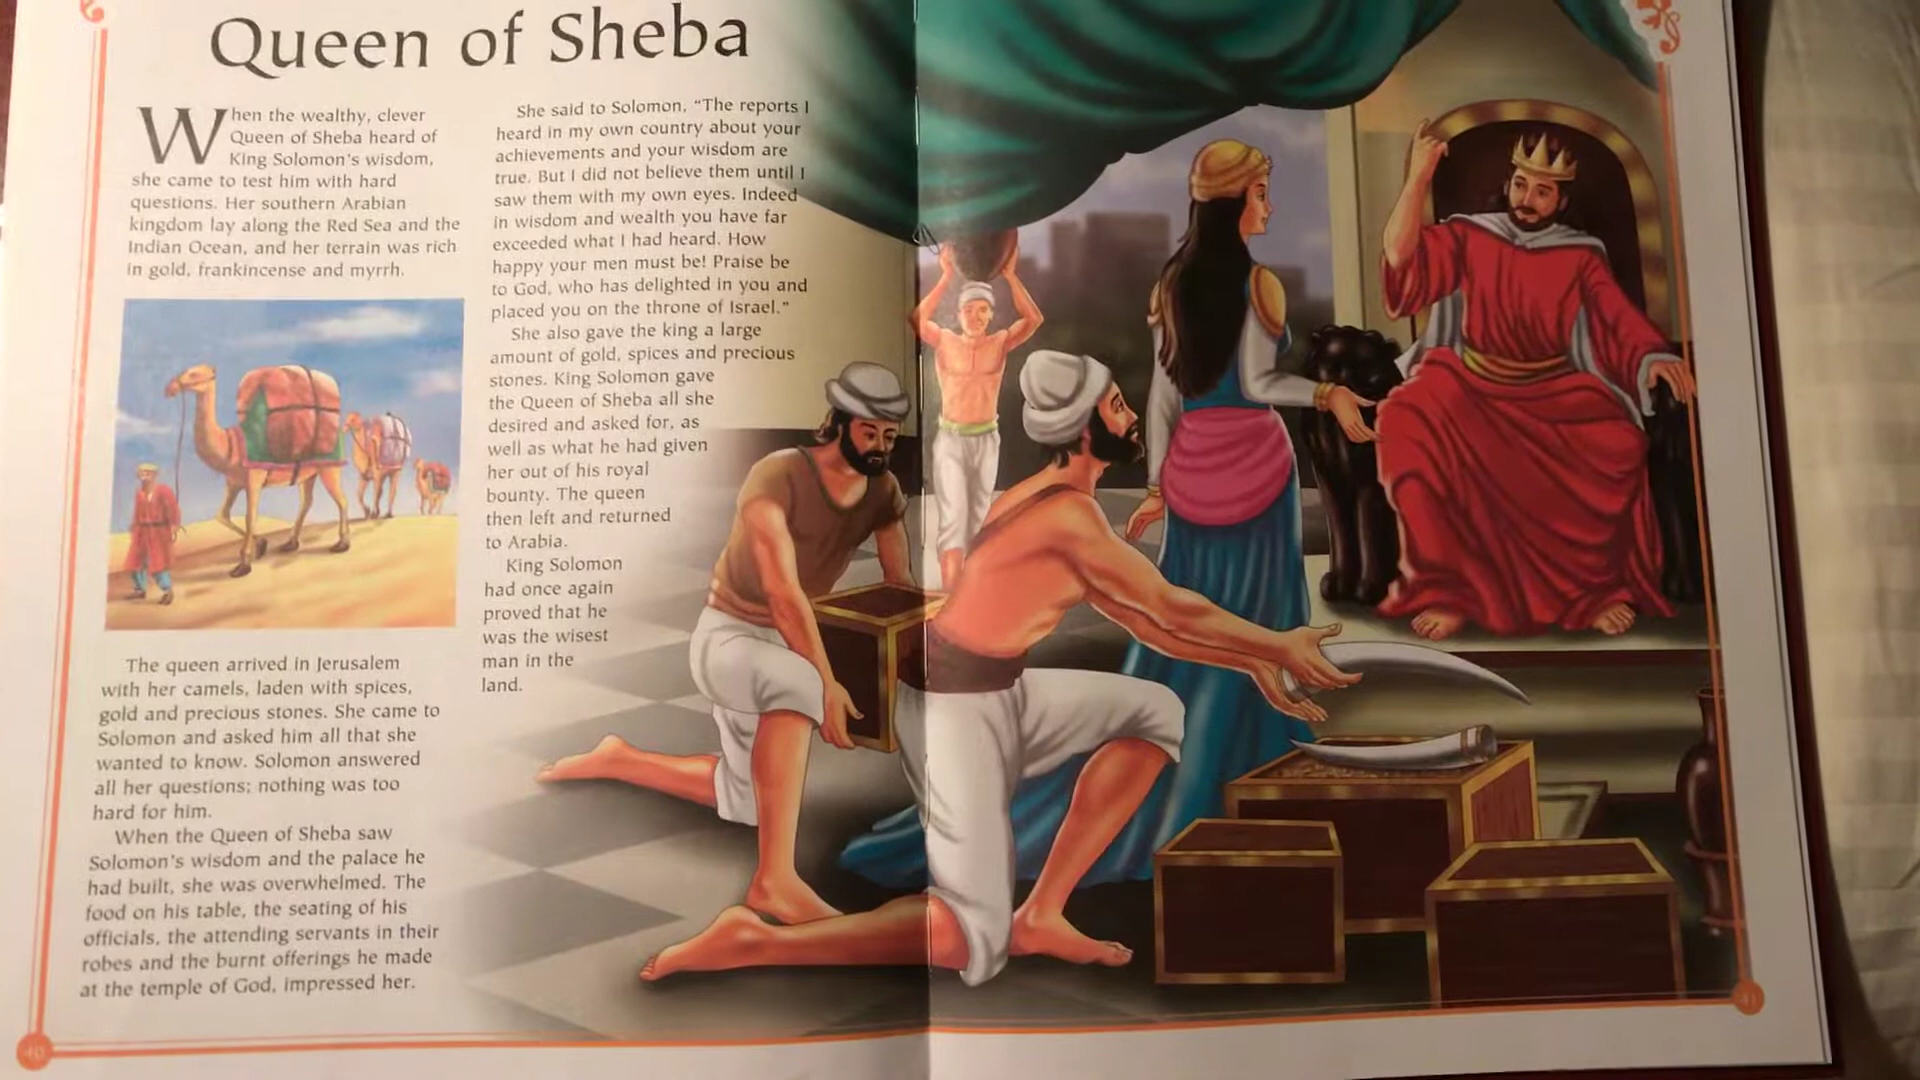 Queen of Sheba
When the wealthy, clever
Queen of Sheba heard of
King Solomon's wisdom,
she came to test him with hard
questions. Her southern Arabian
kingdom lay along the Red Sea and the
Indian Ocean, and her terrain was rich
in gold, frankincense and myrrh.
The queen arrived in Jerusalem
with her camels, laden with spices,
gold and precious stones. She came to
Solomon and asked him all that she
wanted to know. Solomon answered
all her questions; nothing was too
hard for him.
When the Queen of Sheba saw
Solomon's wisdom and the palace he
had built, she was overwhelmed. The
food on his table, the seating of his
officials, the attending servants in their
robes and the burnt offerings he made
at the temple of God, impressed her.
She said to Solomon, "The reports I
heard in my own country about your
achievements and your wisdom are
true. But I did not believe them until I
saw them with my own eyes. Indeed
in wisdom and wealth you have far
exceeded what I had heard. How
happy your men must be! Praise be
to God, who has delighted in you and
placed you on the throne of Israel."
She also gave the king a large
amount of gold, spices and precious
stones. King Solomon gave
the Queen of Sheba all she
desired and asked for, as
well as what he had given
her out of his royal
bounty. The queen
then left and returned
to Arabia.
King Solomon
had once again
proved that he
was the wisest
man in the
land.
40
41